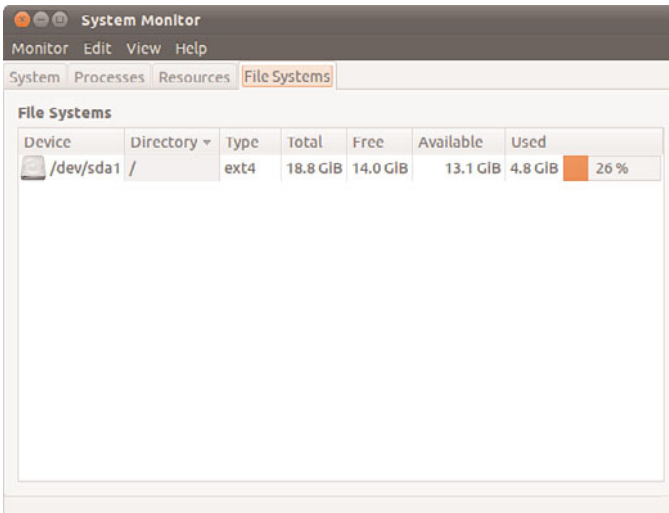 System Monitor
Monitor Edit View Help
System Processes Resources File Systems
File Systems
Device Directory Type Total Free Available Used
/dev/sda1 / ext4 18.8 GiB 14.0 GiB 13.1 GiB 4.8 GiB 26 %